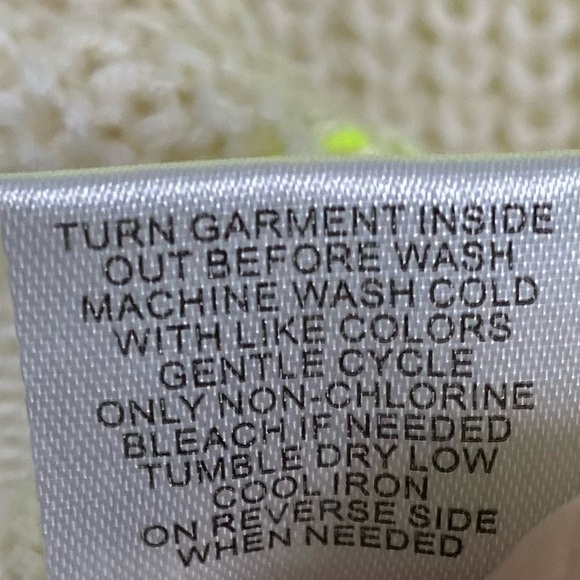 TURN GARMENT INSIDE
OUT BEFORE WASH
MACHINE WASH COLD
WITH LIKE COLORS
GENTLE CYCLE
ONLY NON-CHLORINE
BLEACH IF NEEDED
TUMBLE DRY LOW
COOL IRON
ON REVERSE SIDE
WHEN NEEDED